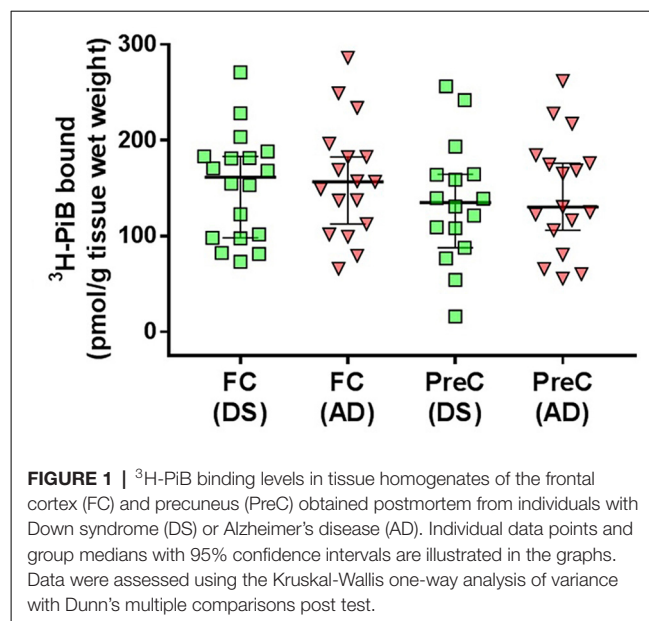 300
200
100
0
³H-PiB bound
(pmol/g tissue wet weight)
FC
(DS)
FC
(AD)
PreC
(DS)
PreC
(AD)
FIGURE 1 | ³H-PiB binding levels in tissue homogenates of the frontal
cortex (FC) and precuneus (PreC) obtained postmortem from individuals with
Down syndrome (DS) or Alzheimer’s disease (AD). Individual data points and
group medians with 95% confidence intervals are illustrated in the graphs.
Data were assessed using the Kruskal-Wallis one-way analysis of variance
with Dunn’s multiple comparisons post test.